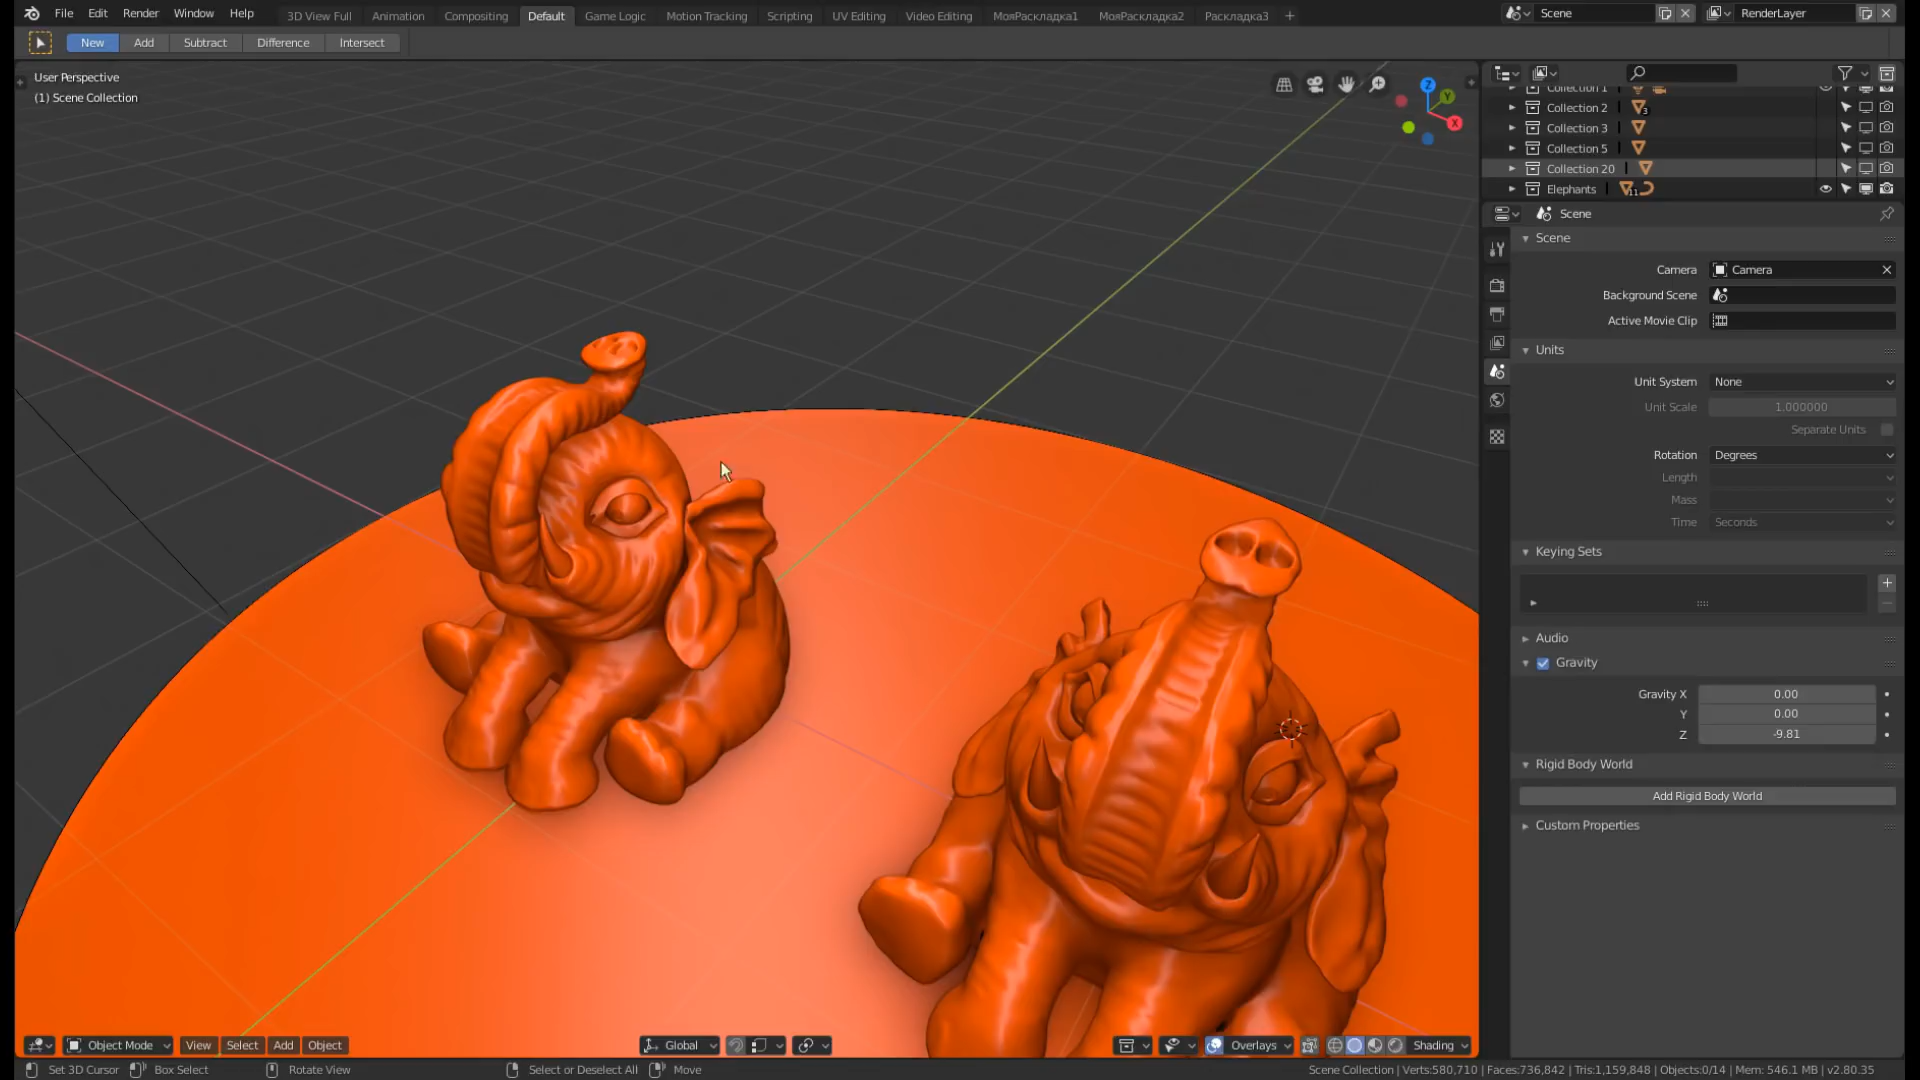 File Edit Render Window Help 3D View Full Animation Compositing Default Game Logic Motion Tracking Scripting UV Editing Video Editing МояРаскладка1 МояРаскладка2 Раскладка3 Scene RenderLayer
New Add Subtract Difference Intersect
User Perspective
(1) Scene Collection
Z
Y
X
Collection 1
Collection 2 3
Collection 3
Collection 5
Collection 20
Elephants 11
Scene
Scene
Camera Camera
Background Scene
Active Movie Clip
Units
Unit System None
Unit Scale 1.000000
Separate Units
Rotation Degrees
Length
Mass
Time Seconds
Keying Sets
Audio
Gravity
Gravity X 0.00
Y 0.00
Z -9.81
Rigid Body World
Add Rigid Body World
Custom Properties
Object Mode View Select Add Object Global Overlays Shading
Set 3D Cursor Box Select Rotate View Select or Deselect All Move Scene Collection | Verts:580,710 | Faces:736,842 | Tris:1,159,848 | Objects:0/14 | Mem: 546.1 MB | v2.80.35